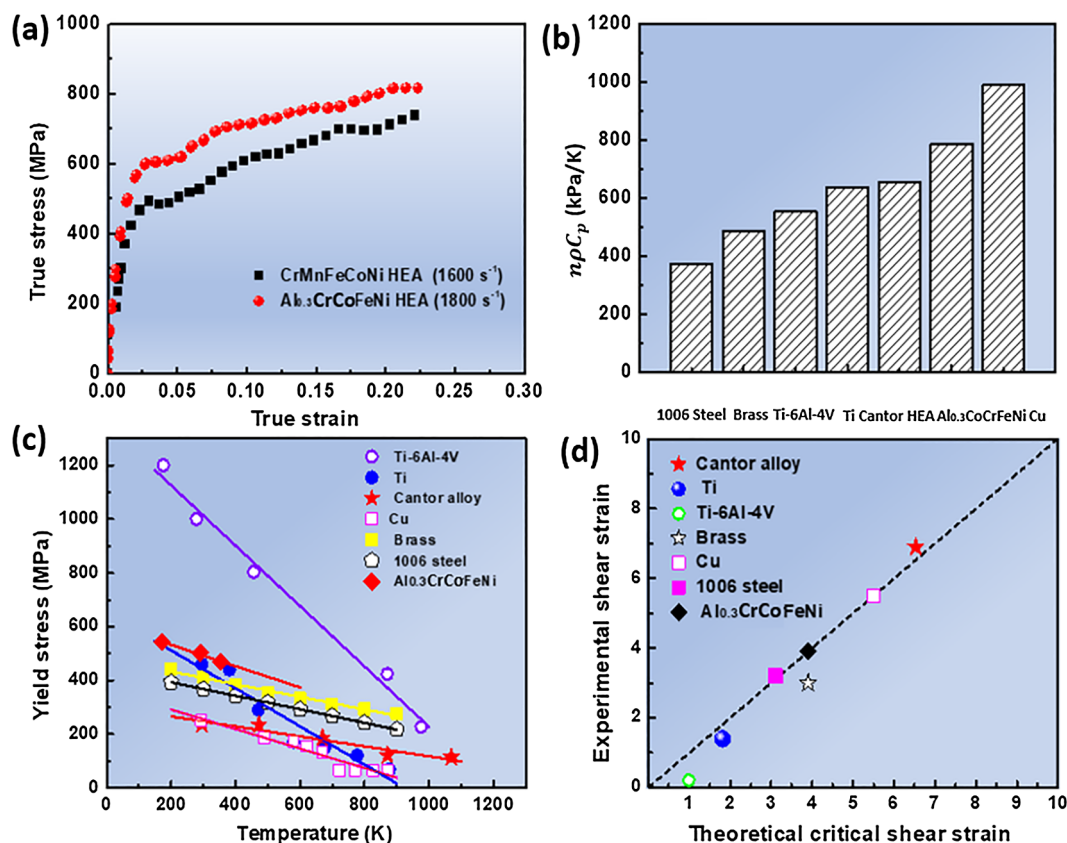 (a)
1000
800
600
400
200
0
True stress (MPa)
CrMnFeCoNi HEA (1600 s⁻¹)
Al₀.₃CrCoFeNi HEA (1800 s⁻¹)
0.00 0.05 0.10 0.15 0.20 0.25 0.30
True strain
(b)
1200
1000
800
600
400
200
0
nρCₚ (kPa/K)
1006 Steel Brass Ti-6Al-4V Ti Cantor HEA Al₀.₃CoCrFeNi Cu
(c)
1200
1000
800
600
400
200
0
Yield stress (MPa)
Ti-6Al-4V
Ti
Cantor alloy
Cu
Brass
1006 steel
Al₀.₃CrCoFeNi
200 400 600 800 1000 1200
Temperature (K)
(d)
10
8
6
4
2
0
Experimental shear strain
Cantor alloy
Ti
Ti-6Al-4V
Brass
Cu
1006 steel
Al₀.₃CrCoFeNi
1 2 3 4 5 6 7 8 9 10
Theoretical critical shear strain